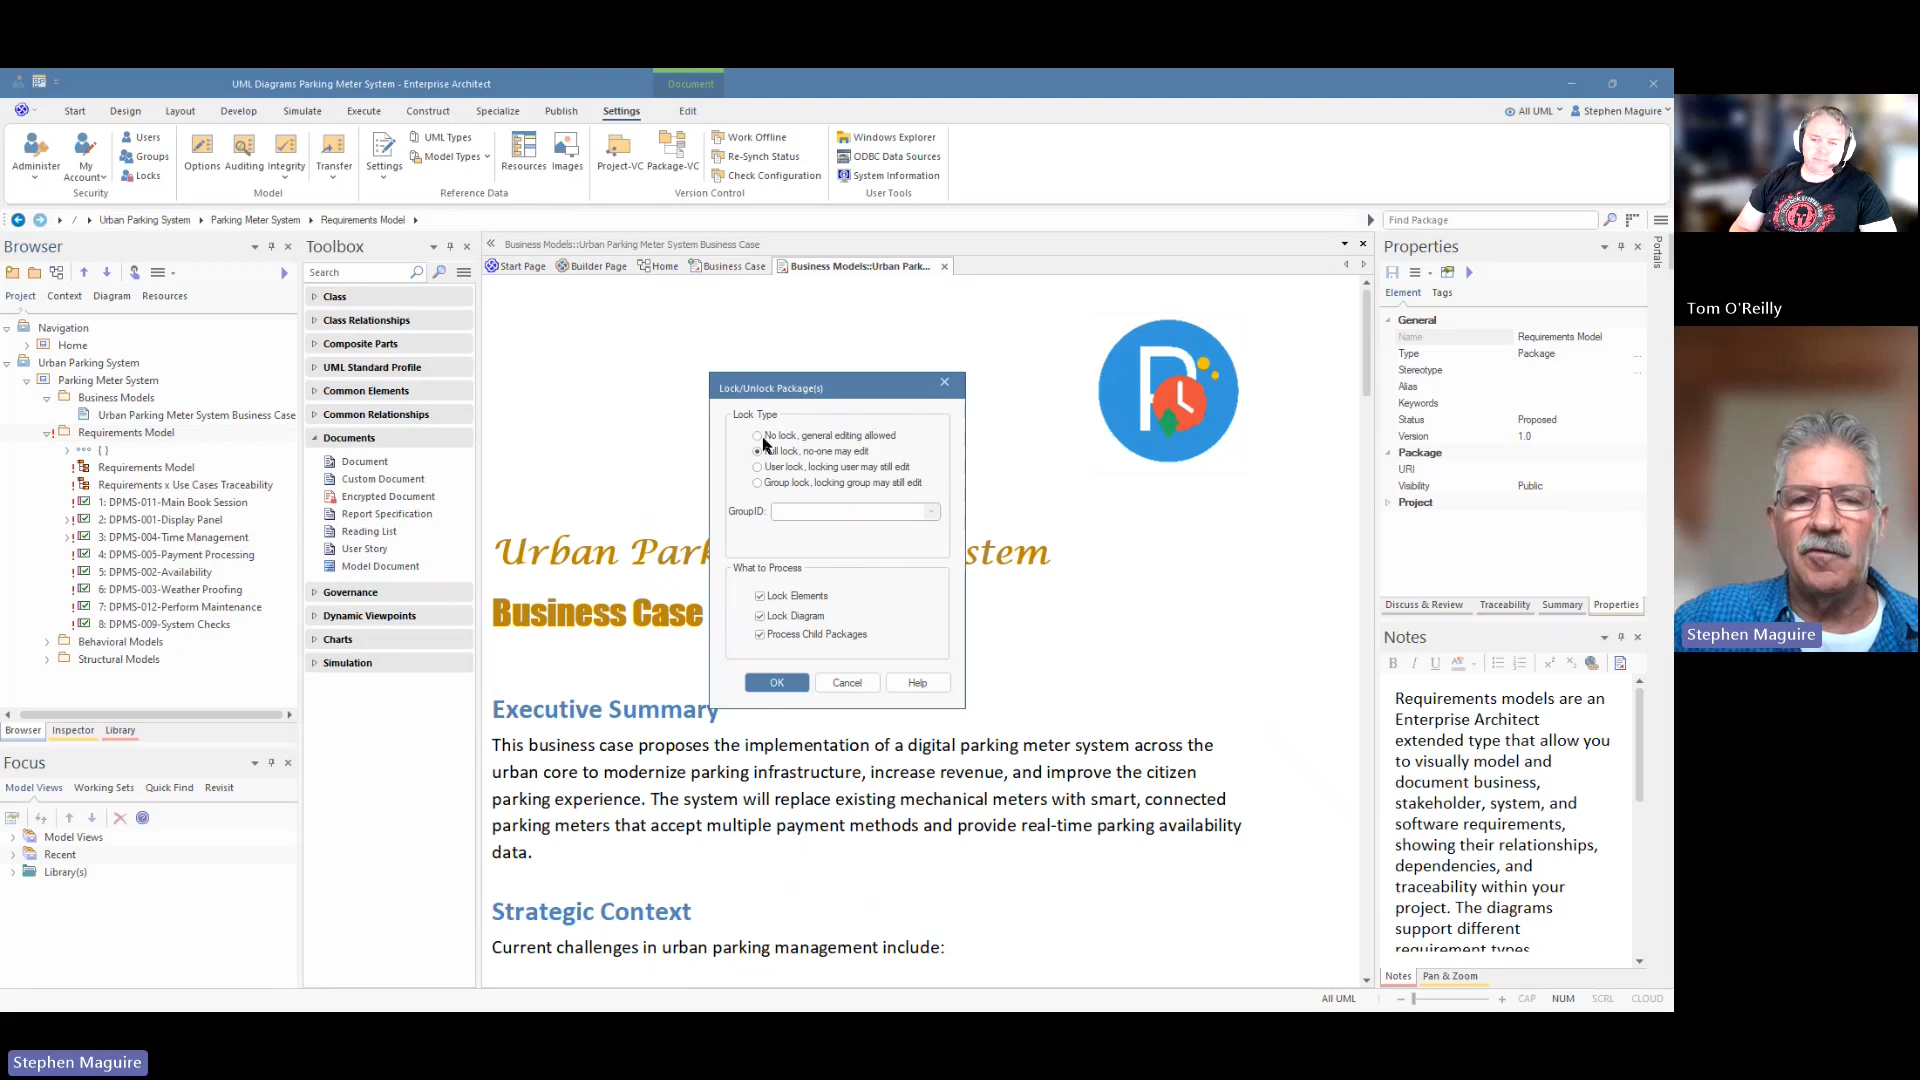 UML Diagrams Parking Meter System - Enterprise Architect
Document
Start Design Layout Develop Simulate Execute Construct Specialize Publish Settings Edit
All UML Stephen Maguire
Administer
My Account
Users
Groups
Locks
Security
Options Auditing Integrity
Transfer
Model
Settings
UML Types
Model Types
Resources Images
Reference Data
Project-VC Package-VC
Work Offline
Re-Synch Status
Check Configuration
Version Control
Windows Explorer
ODBC Data Sources
System Information
User Tools
/ Urban Parking System Parking Meter System Requirements Model
Find Package
Browser
Project Context Diagram Resources
Navigation
Home
Urban Parking System
Parking Meter System
Business Models
Urban Parking Meter System Business Case
Requirements Model
{ }
Requirements Model
Requirements x Use Cases Traceability
1: DPMS-011-Main Book Session
2: DPMS-001-Display Panel
3: DPMS-004-Time Management
4: DPMS-005-Payment Processing
5: DPMS-002-Availability
6: DPMS-003-Weather Proofing
7: DPMS-012-Perform Maintenance
8: DPMS-009-System Checks
Behavioral Models
Structural Models
Browser Inspector Library
Focus
Model Views Working Sets Quick Find Revisit
Model Views
Recent
Library(s)
Toolbox
Search
Class
Class Relationships
Composite Parts
UML Standard Profile
Common Elements
Common Relationships
Documents
Document
Custom Document
Encrypted Document
Report Specification
Reading List
User Story
Model Document
Governance
Dynamic Viewpoints
Charts
Simulation
Business Models::Urban Parking Meter System Business Case
Start Page Builder Page Home Business Case Business Models::Urban Park...
Urban Park
stem
Business Case
Executive Summary
This business case proposes the implementation of a digital parking meter system across the
urban core to modernize parking infrastructure, increase revenue, and improve the citizen
parking experience. The system will replace existing mechanical meters with smart, connected
parking meters that accept multiple payment methods and provide real-time parking availability
data.
Strategic Context
Current challenges in urban parking management include:
Lock/Unlock Package(s)
Lock Type
No lock, general editing allowed
ull lock, no-one may edit
User lock, locking user may still edit
Group lock, locking group may still edit
GroupID:
What to Process
Lock Elements
Lock Diagram
Process Child Packages
OK Cancel Help
Properties
Element Tags
General
Name Requirements Model
Type Package ...
Stereotype ...
Alias
Keywords
Status Proposed
Version 1.0
Package
URI
Visibility Public
Project
Discuss & Review Traceability Summary Properties
Portals
Notes
B I U
Requirements models are an
Enterprise Architect
extended type that allow you
to visually model and
document business,
stakeholder, system, and
software requirements,
showing their relationships,
dependencies, and
traceability within your
project. The diagrams
support different
requirement types
Notes Pan & Zoom
All UML CAP NUM SCRL CLOUD
Tom O'Reilly
Stephen Maguire
Stephen Maguire